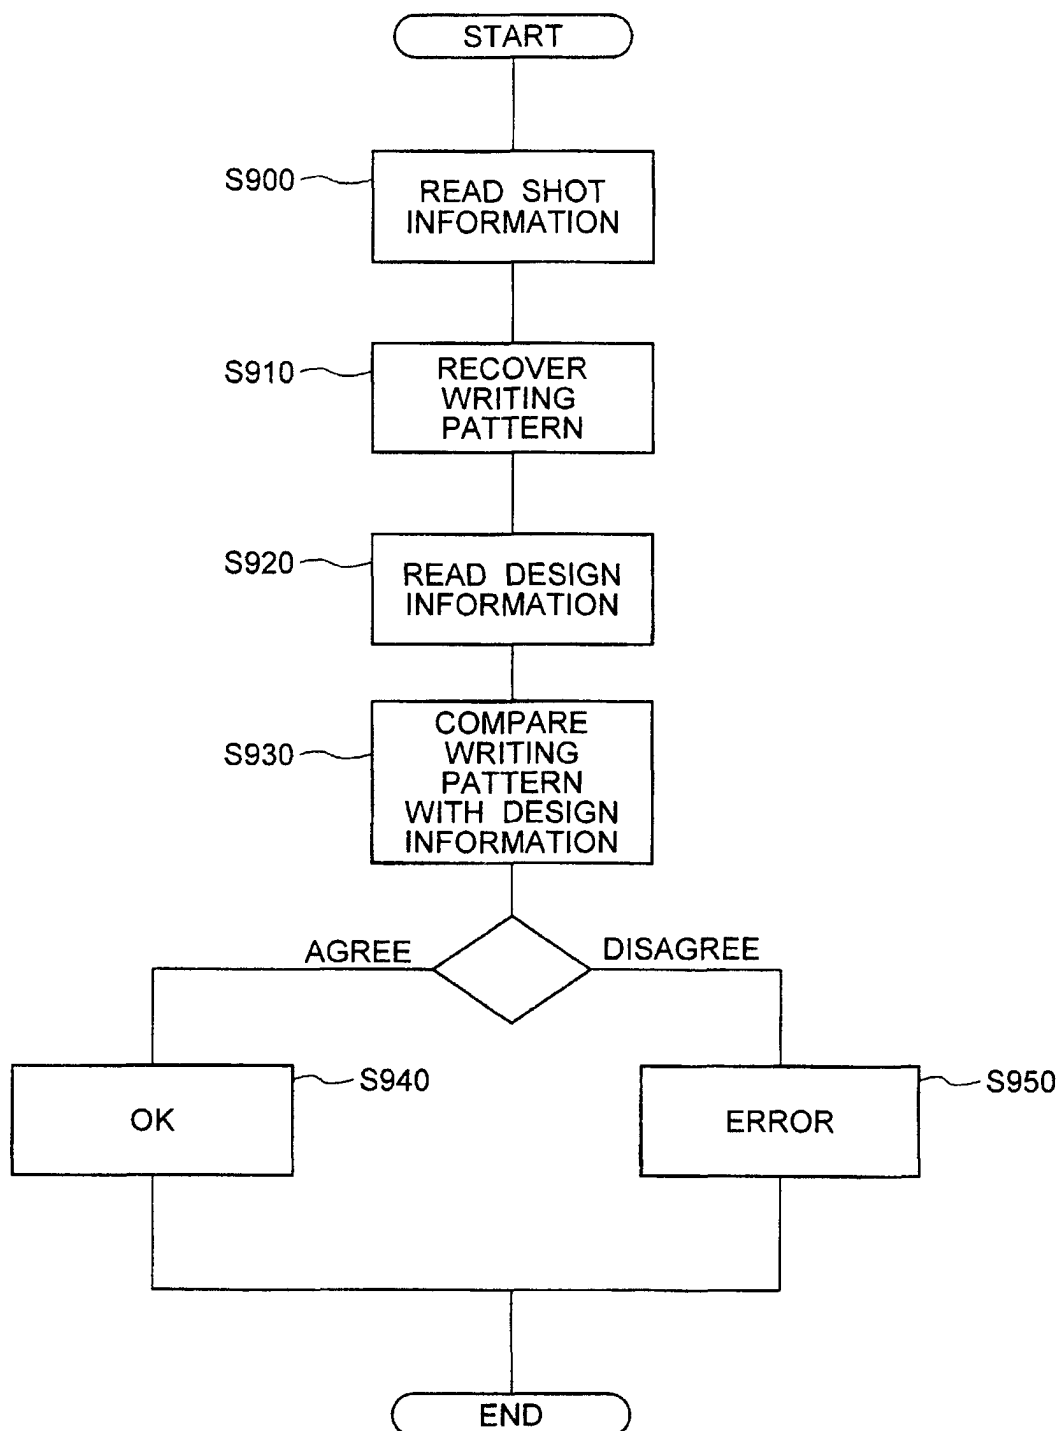 START
S900
READ SHOT
INFORMATION
S910
RECOVER
WRITING
PATTERN
S920
READ DESIGN
INFORMATION
S930
COMPARE
WRITING
PATTERN
WITH DESIGN
INFORMATION
AGREE
DISAGREE
S940
OK
S950
ERROR
END